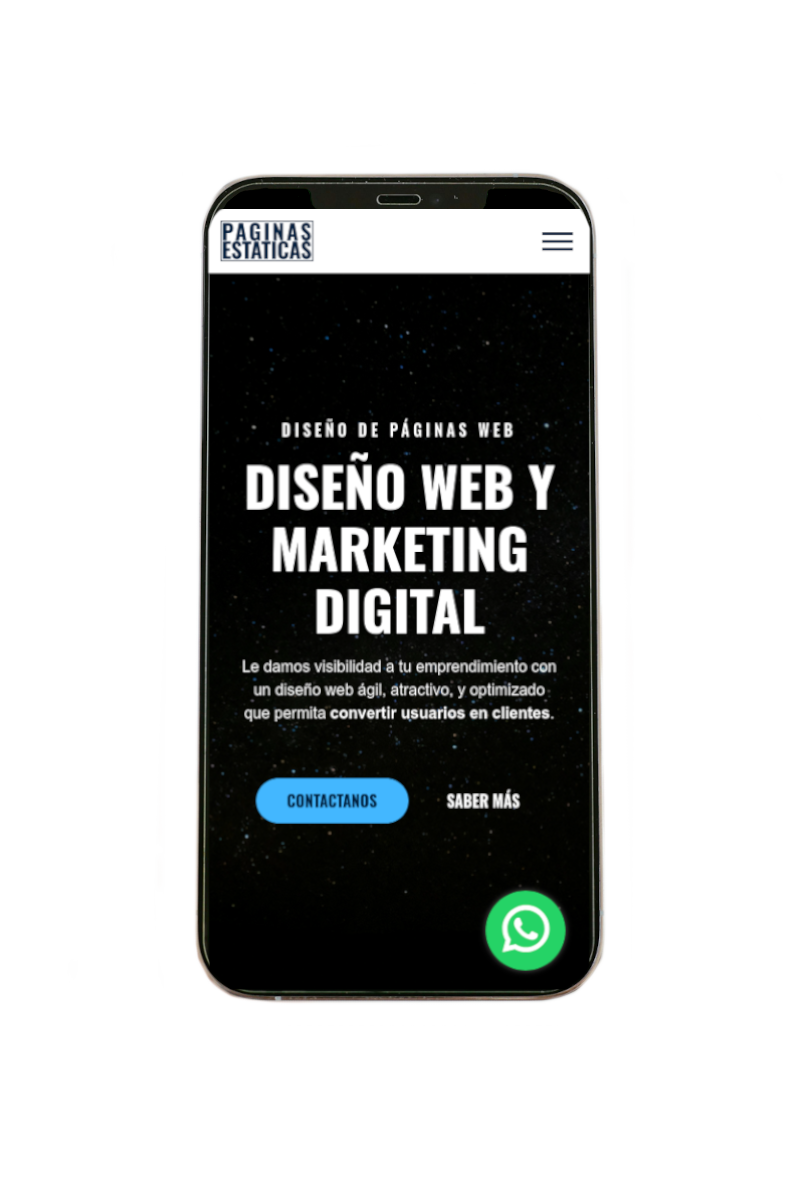 PAGINAS
ESTATICAS
DISEÑO DE PÁGINAS WEB
DISEÑO WEB Y
MARKETING
DIGITAL
Le damos visibilidad a tu emprendimiento con
un diseño web ágil, atractivo, y optimizado
que permita convertir usuarios en clientes.
CONTACTANOS
SABER MÁS